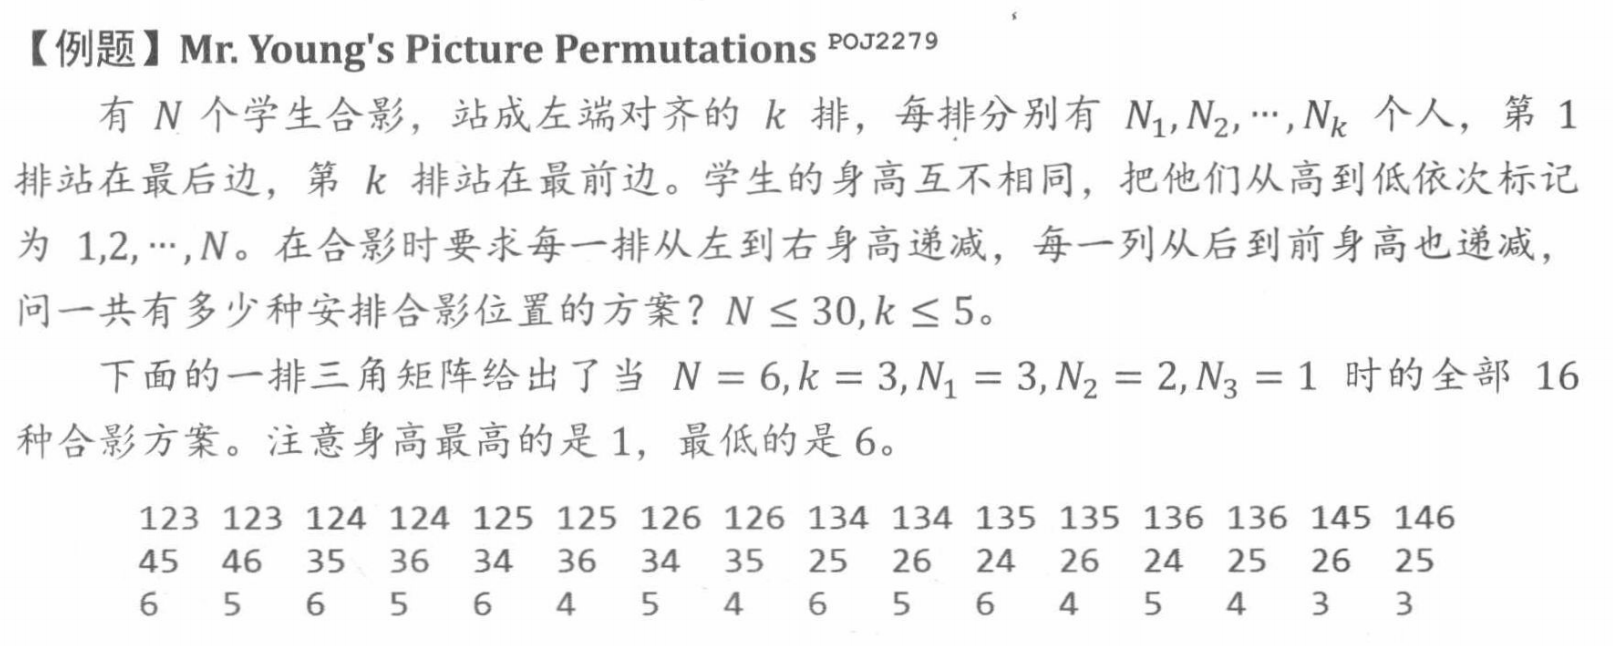 【例题】Mr. Young's Picture Permutations POJ2279
有 N 个学生合影，站成左端对齐的 k 排，每排分别有 N₁, N₂, ⋯, Nₖ 个人，第 1
排站在最后边，第 k 排站在最前边。学生的身高互不相同，把他们从高到低依次标记
为 1,2, ⋯, N。在合影时要求每一排从左到右身高递减，每一列从后到前身高也递减，
问一共有多少种安排合影位置的方案？N ≤ 30, k ≤ 5。
下面的一排三角矩阵给出了当 N = 6, k = 3, N₁ = 3, N₂ = 2, N₃ = 1 时的全部 16
种合影方案。注意身高最高的是 1，最低的是 6。
123 123 124 124 125 125 126 126 134 134 135 135 136 136 145 146
45 46 35 36 34 36 34 35 25 26 24 26 24 25 26 25
6 5 6 5 6 4 5 4 6 5 6 4 5 4 3 3